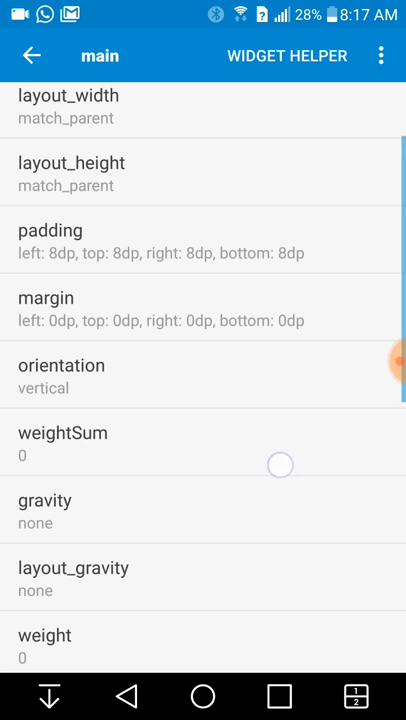 28% 8:17 AM
main WIDGET HELPER
layout_width
match_parent
layout_height
match_parent
padding
left: 8dp, top: 8dp, right: 8dp, bottom: 8dp
margin
left: 0dp, top: 0dp, right: 0dp, bottom: 0dp
orientation
vertical
weightSum
0
gravity
none
layout_gravity
none
weight
0
1
2